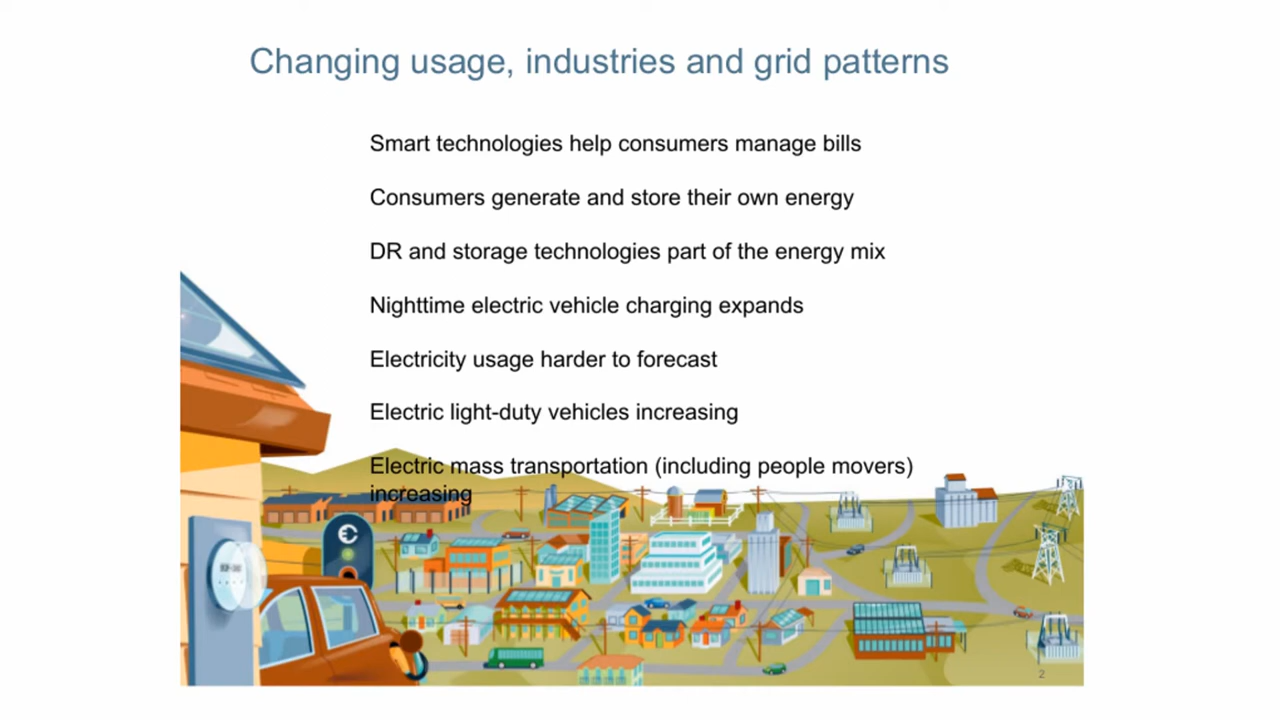 Changing usage, industries and grid patterns
Smart technologies help consumers manage bills
Consumers generate and store their own energy
DR and storage technologies part of the energy mix
Nighttime electric vehicle charging expands
Electricity usage harder to forecast
Electric light-duty vehicles increasing
Electric mass transportation (including people movers)
increasing
2